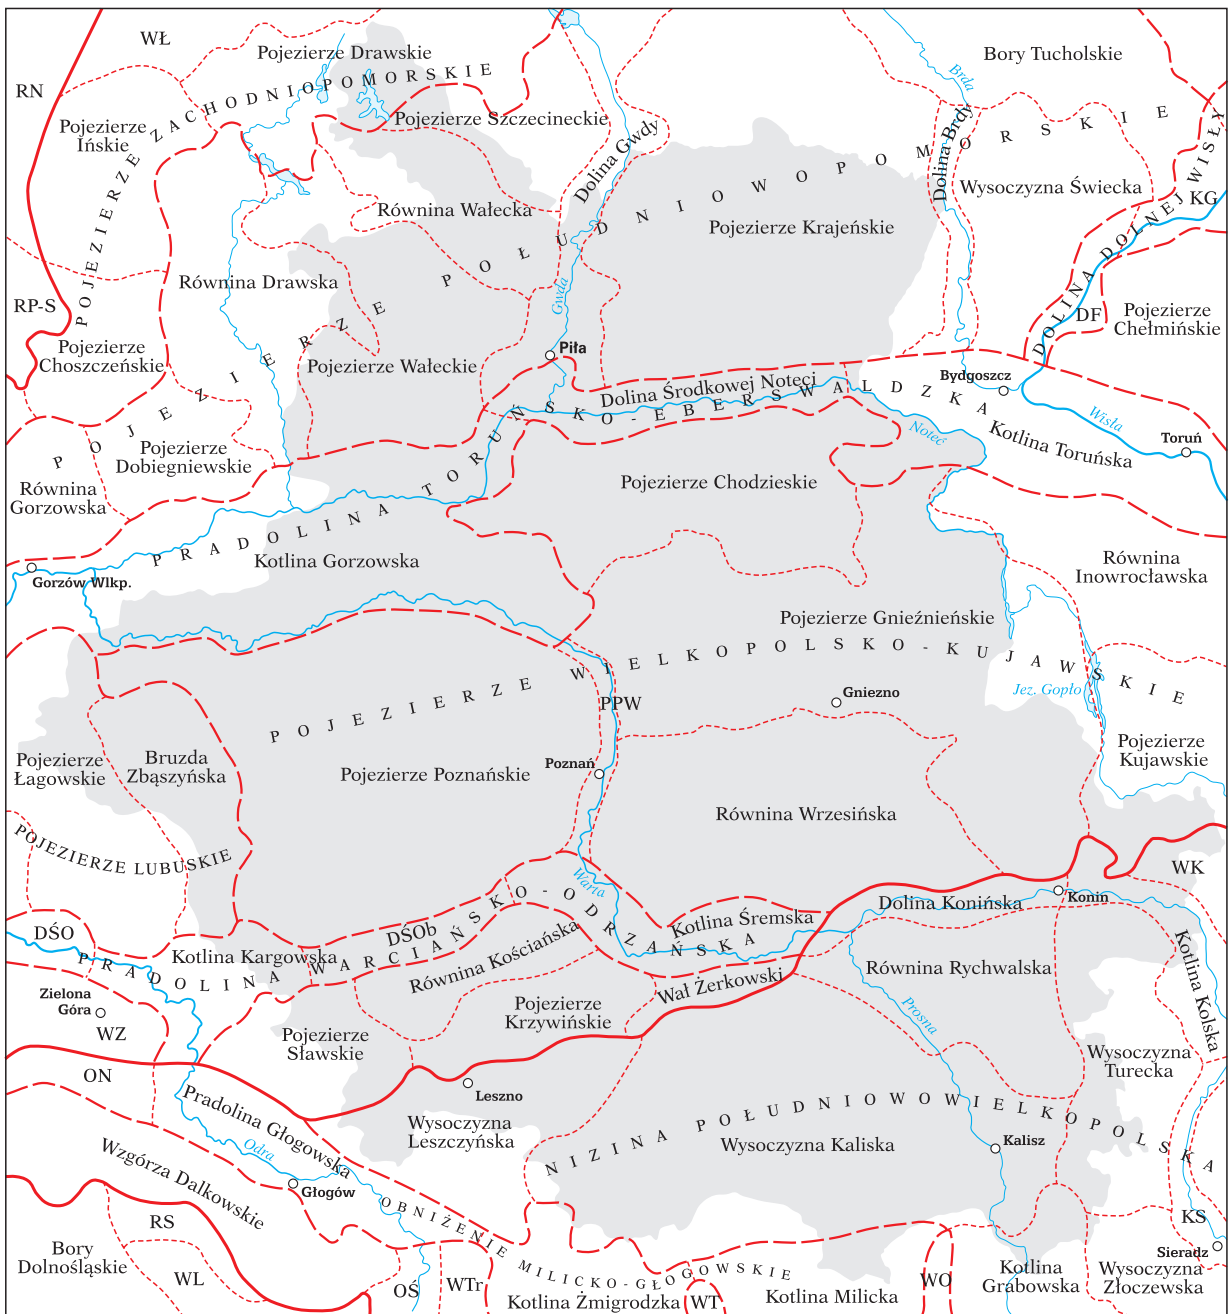 WŁ
Pojezierze Drawskie
Bory Tucholskie
RN
POJEZIERZE ZACHODNIOPOMORSKIE
Brda
Pojezierze
Ińskie
Pojezierze Szczecineckie
Dolina Gwdy
Dolina Brdy
POJEZIERZE POŁUDNIOWOPOMORSKIE
Wysoczyzna Świecka
KG
DOLINA DOLNEJ WISŁY
Równina Wałecka
Pojezierze Krajeńskie
Równina Drawska
Gwda
RP-S
DF
Pojezierze
Chełmińskie
Pojezierze
Choszczeńskie
Pojezierze Wałeckie
Piła
Bydgoszcz
Dolina Środkowej Noteci
PRADOLINA TORUŃSKO-EBERSWALDZKA
Wisła
Noteć
Kotlina Toruńska
Toruń
Pojezierze
Dobiegniewskie
Równina
Gorzowska
Pojezierze Chodzieskie
Kotlina Gorzowska
Gorzów Wlkp.
Równina
Inowrocławska
Pojezierze Gnieźnieńskie
POJEZIERZE WIELKOPOLSKO-KUJAWSKIE
Jez. Gopło
Gniezno
PPW
Pojezierze
Łagowskie
Bruzda
Zbąszyńska
Pojezierze Poznańskie
Poznań
Pojezierze
Kujawskie
Równina Wrzesińska
POJEZIERZE LUBUSKIE
Warta
WK
Konin
Dolina Konińska
Kotlina Śremska
DŚO
DŚOb
Kotlina Kargowska
PRADOLINA WARCIAŃSKO-ODRZAŃSKA
Równina Kościańska
Równina Rychwalska
Kotlina Kolska
Wał Żerkowski
Zielona
Góra
WZ
Pojezierze
Krzywińskie
Prosna
Pojezierze
Sławskie
Wysoczyzna
Turecka
ON
Leszno
Pradolina Głogowska
Wysoczyzna
Leszczyńska
NIZINA POŁUDNIOWOWIELKOPOLSKA
Wysoczyzna Kaliska
Kalisz
Odra
Głogów
Wzgórza Dalkowskie
OBNIŻENIE MILICKO-GŁOGOWSKIE
RS
KS
Sieradz
Bory
Dolnośląskie
WL
OŚ
WTr
Kotlina Żmigrodzka
WT
Kotlina Milicka
WO
Kotlina
Grabowska
Wysoczyzna
Złoczewska